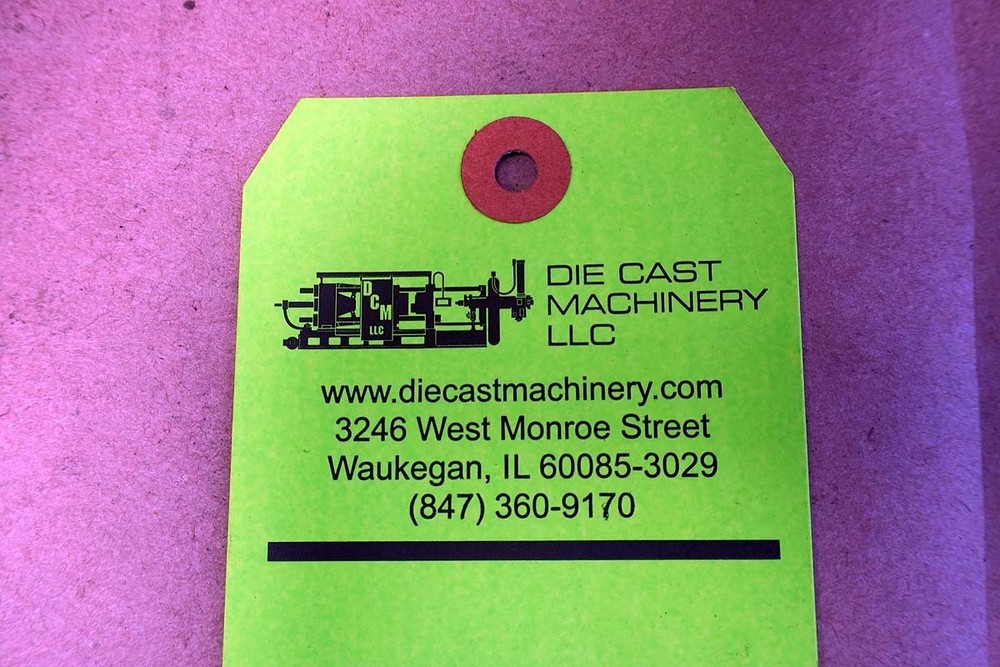 DCM
LLC
DIE CAST
MACHINERY
LLC
www.diecastmachinery.com
3246 West Monroe Street
Waukegan, IL 60085-3029
(847) 360-9170